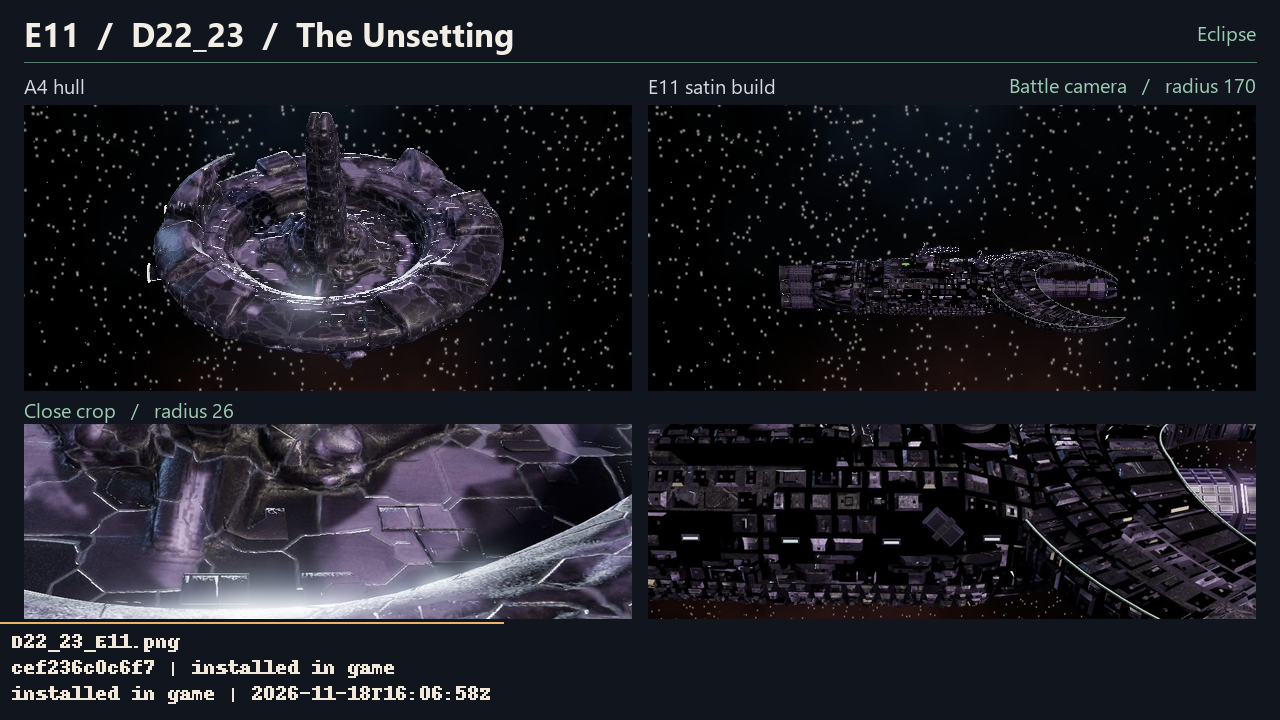 E11 / D22_23 / The Unsetting
Eclipse
A4 hull
E11 satin build
Battle camera / radius 170
Close crop / radius 26
D22_23_E11.png
cef236c0c6f7 | installed in game
installed in game | 2026-11-18T16:06:58Z